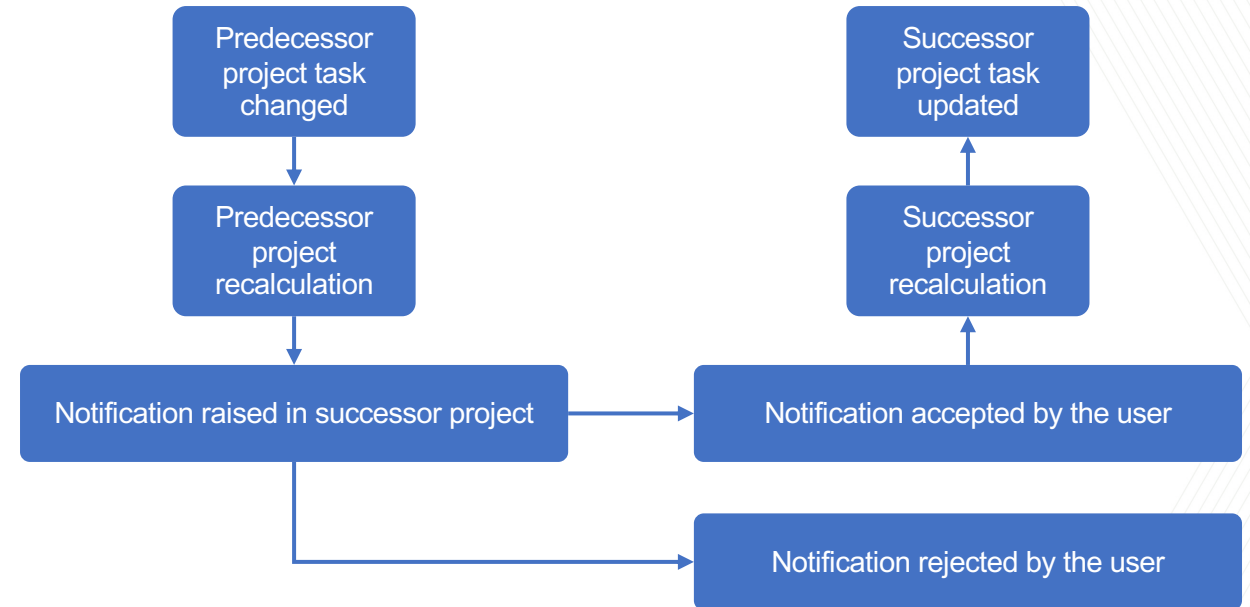 Predecessor
project task
changed
Successor
project task
updated
Predecessor
project
recalculation
Successor
project
recalculation
Notification raised in successor project
Notification accepted by the user
Notification rejected by the user